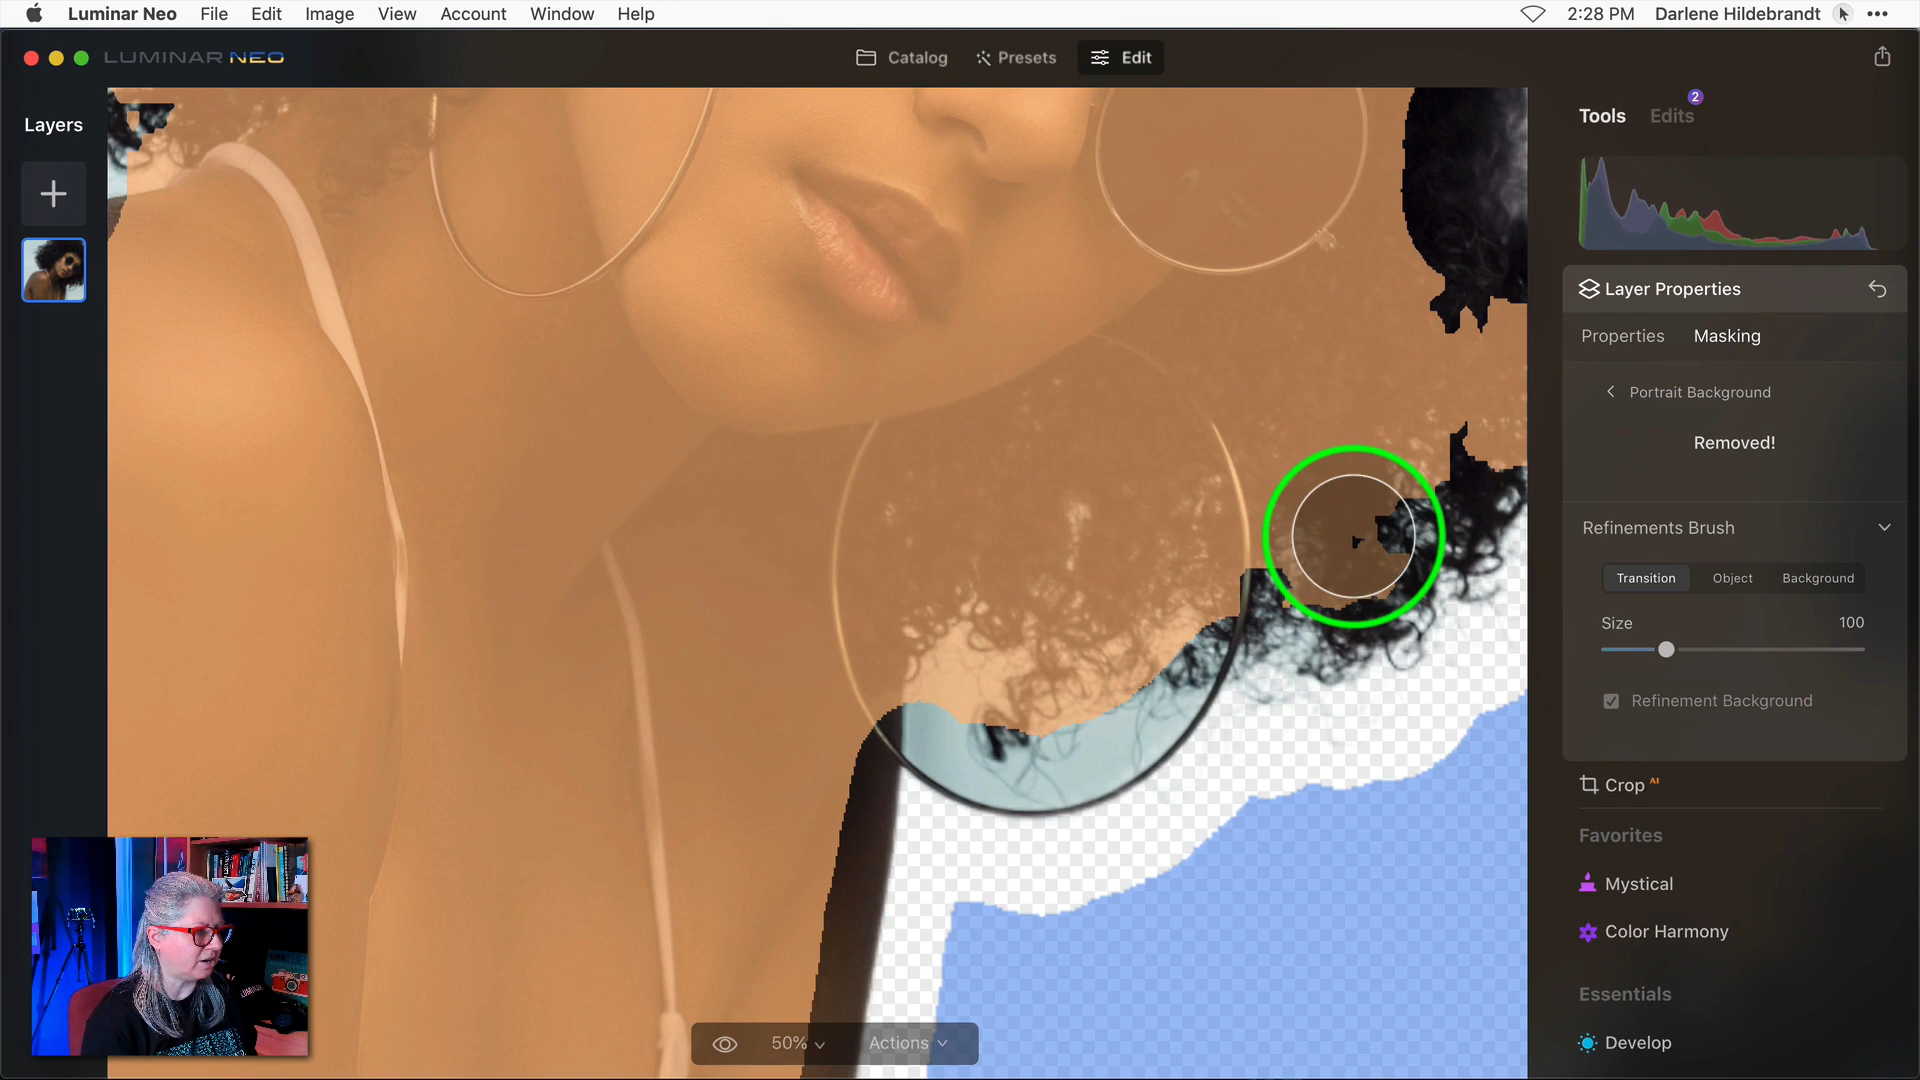 Luminar Neo File Edit Image View Account Window Help 2:28 PM Darlene Hildebrandt
LUMINAR NEO Catalog Presets Edit
Layers
Tools Edits 2
Layer Properties
Properties Masking
Portrait Background
Removed!
Refinements Brush
Transition Object Background
Size 100
Refinement Background
Crop AI
Favorites
Mystical
Color Harmony
Essentials
Develop
50% Actions